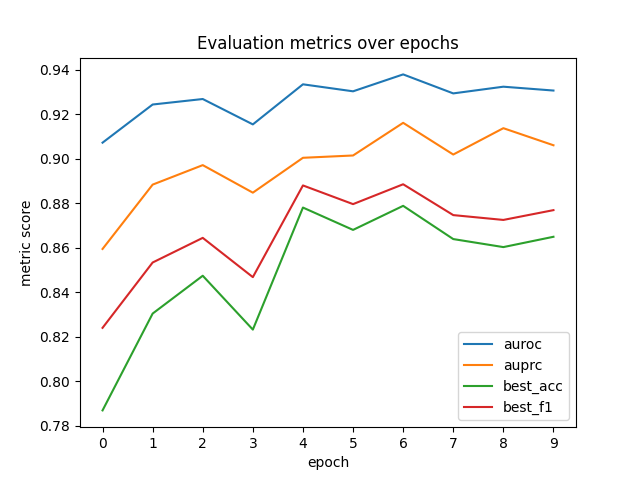 Evaluation metrics over epochs
metric score
0.94
0.92
0.90
0.88
0.86
0.84
0.82
0.80
0.78
auroc
auprc
best_acc
best_f1
0 1 2 3 4 5 6 7 8 9
epoch